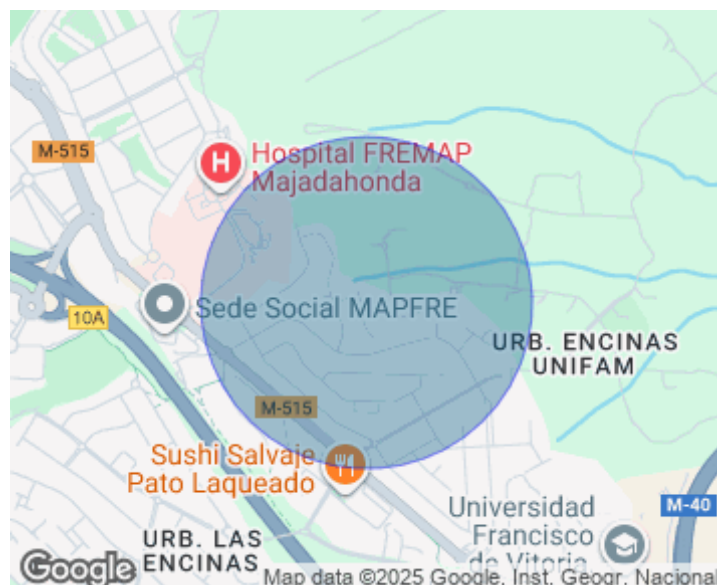 M-515
Hospital FREMAP
Majadahonda
Sede Social MAPFRE
10A
URB. ENCINAS
UNIFAM
M-515
Sushi Salvaje
Pato Laqueado
M-40
Universidad
Francisco
de Vitoria
URB. LAS
ENCINAS
Google
Map data ©2025 Google, Inst. Geogr. Nacional